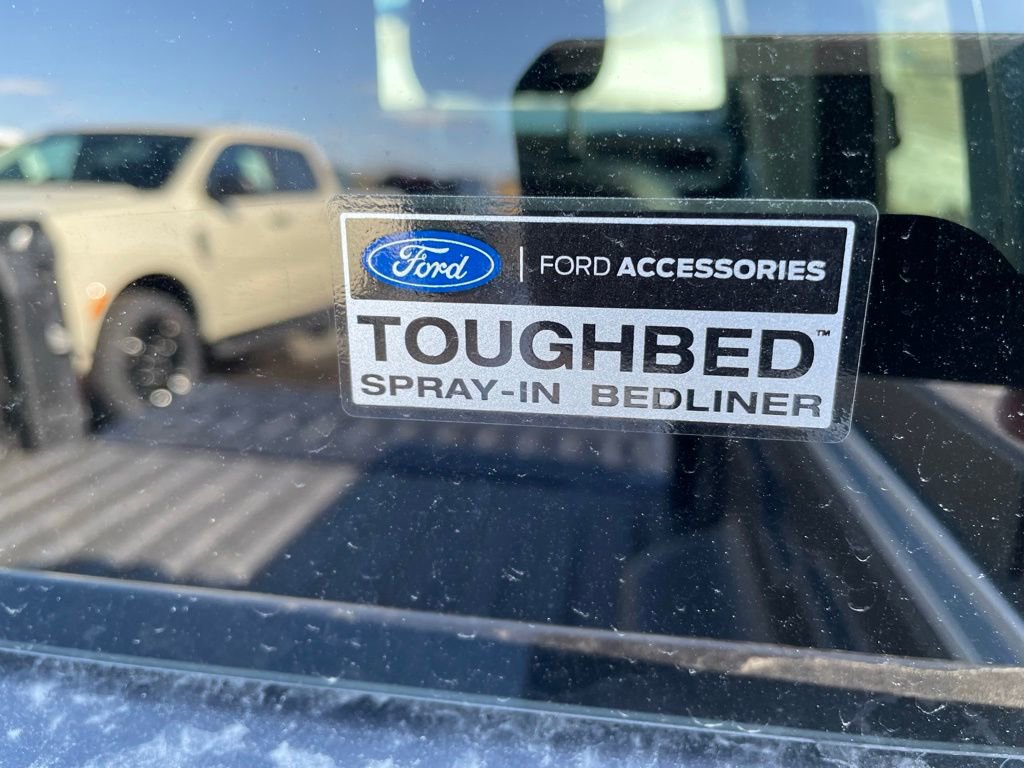 Ford | FORD ACCESSORIES
TOUGHBED™
SPRAY-IN BEDLINER